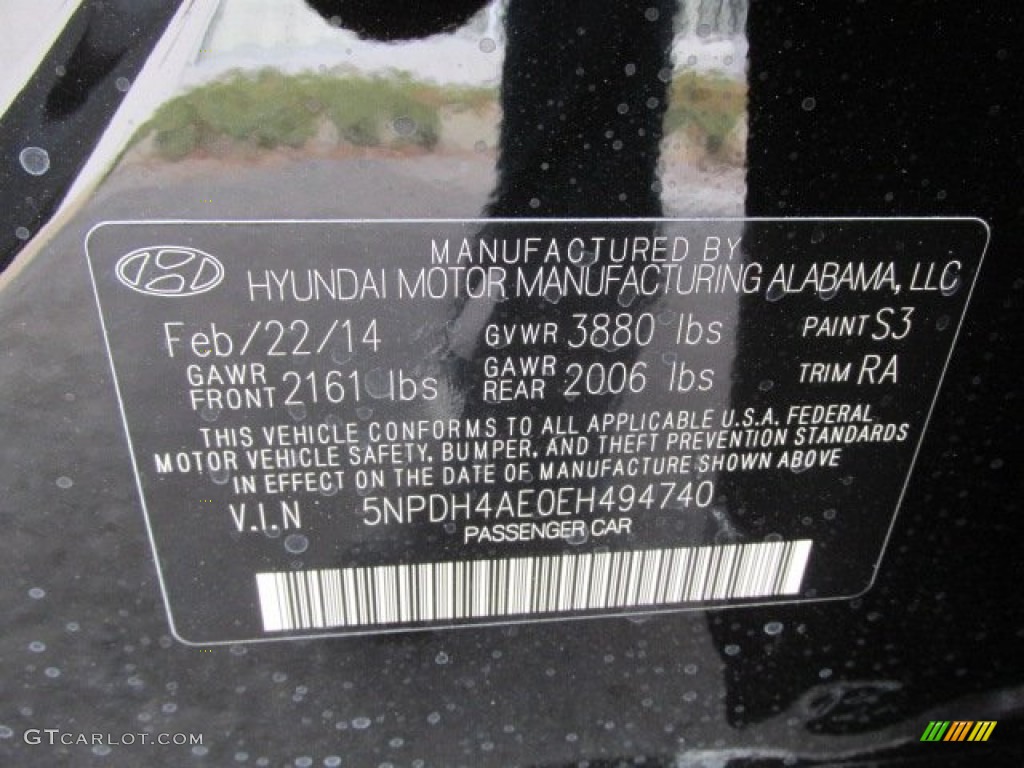 MANUFACTURED BY
HYUNDAI MOTOR MANUFACTURING ALABAMA, LLC
Feb/22/14 GVWR 3880 lbs PAINT S3
GAWR FRONT 2161 lbs GAWR REAR 2006 lbs TRIM RA
THIS VEHICLE CONFORMS TO ALL APPLICABLE U.S.A. FEDERAL
MOTOR VEHICLE SAFETY, BUMPER, AND THEFT PREVENTION STANDARDS
IN EFFECT ON THE DATE OF MANUFACTURE SHOWN ABOVE
V.I.N 5NPDH4AE0EH494740
PASSENGER CAR
GTCARLOT.COM